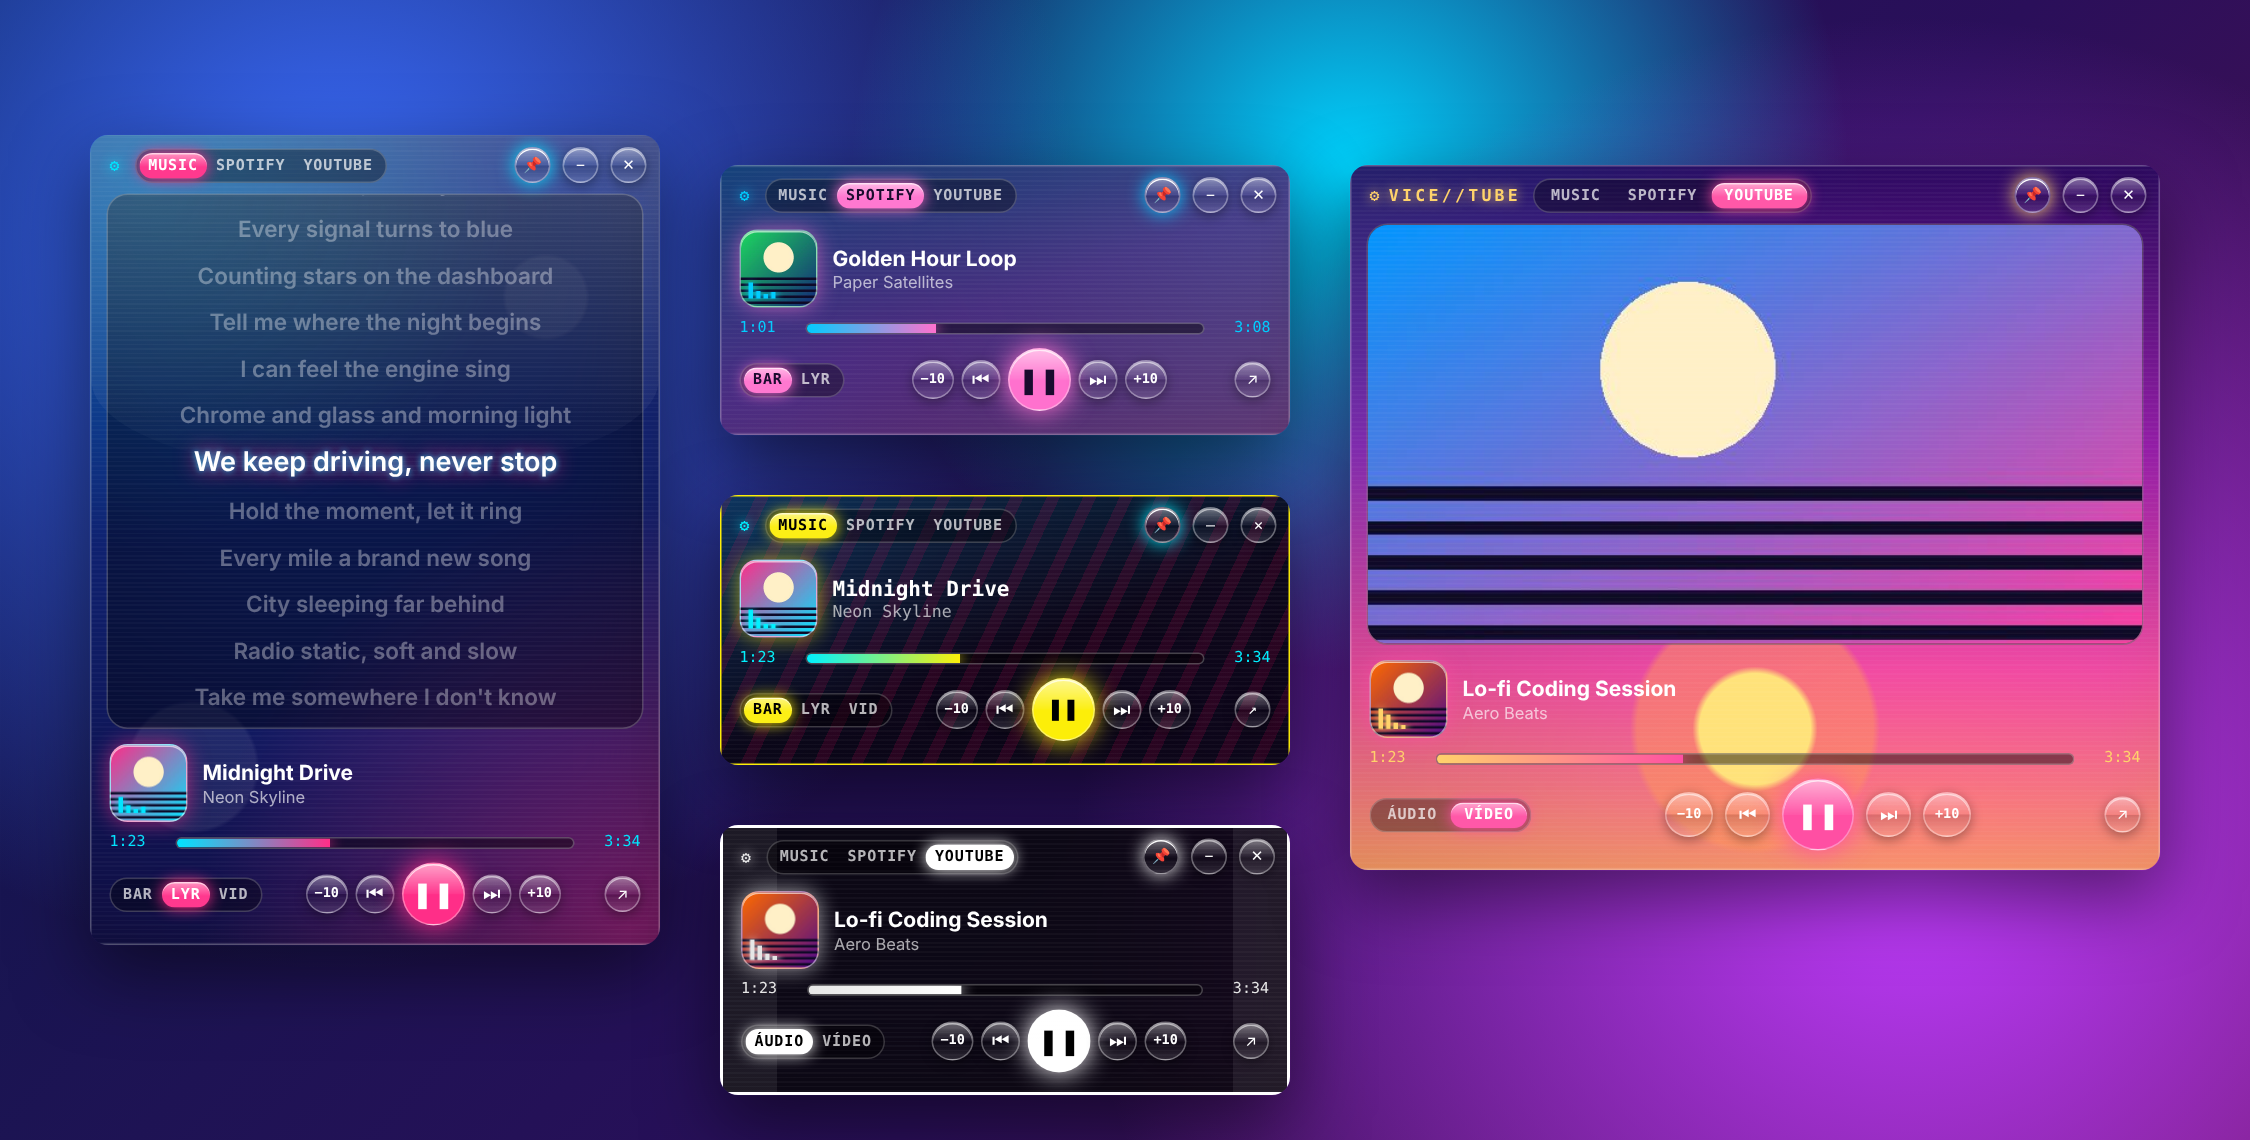 MUSIC SPOTIFY YOUTUBE
Every signal turns to blue
Counting stars on the dashboard
Tell me where the night begins
I can feel the engine sing
Chrome and glass and morning light
We keep driving, never stop
Hold the moment, let it ring
Every mile a brand new song
City sleeping far behind
Radio static, soft and slow
Take me somewhere I don't know
Midnight Drive
Neon Skyline
1:23 3:34
BAR LYR VID −10 +10
MUSIC SPOTIFY YOUTUBE
Golden Hour Loop
Paper Satellites
1:01 3:08
BAR LYR −10 +10
MUSIC SPOTIFY YOUTUBE
Midnight Drive
Neon Skyline
1:23 3:34
BAR LYR VID −10 +10
MUSIC SPOTIFY YOUTUBE
Lo-fi Coding Session
Aero Beats
1:23 3:34
ÁUDIO VÍDEO −10 +10
VICE//TUBE MUSIC SPOTIFY YOUTUBE
Lo-fi Coding Session
Aero Beats
1:23 3:34
ÁUDIO VÍDEO −10 +10